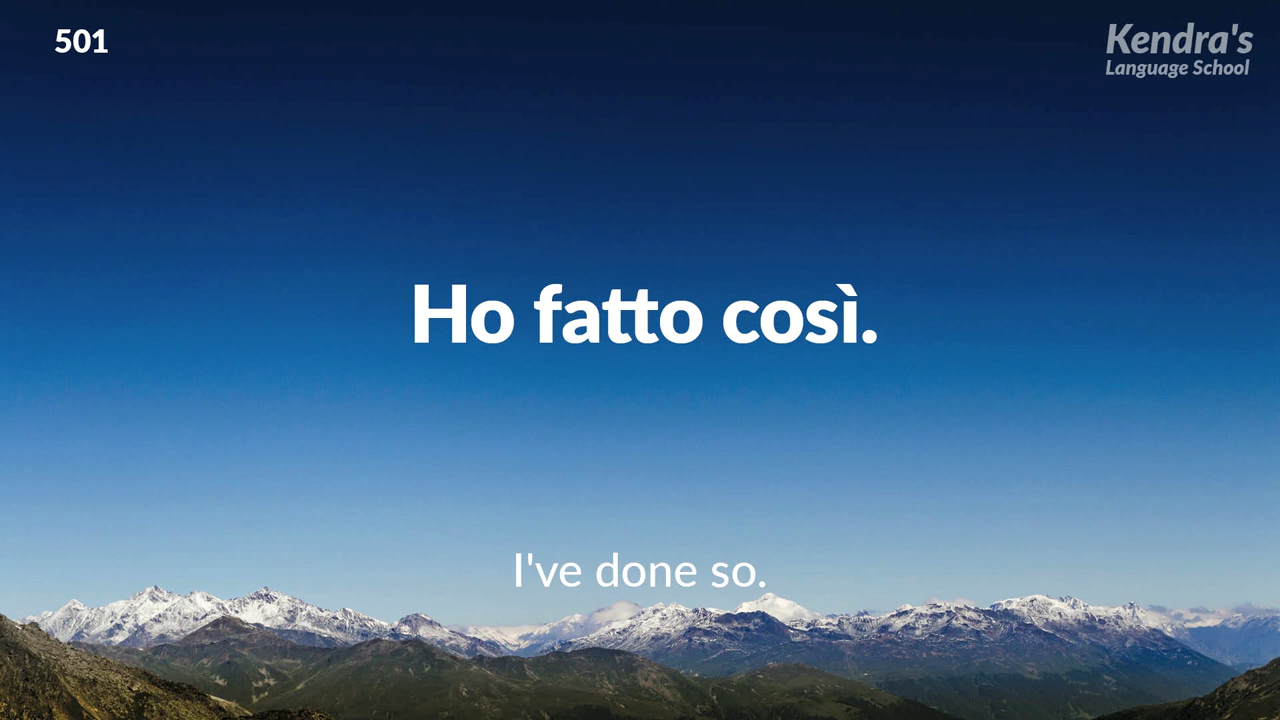 501
Kendra's
Language School
Ho fatto così.
I've done so.